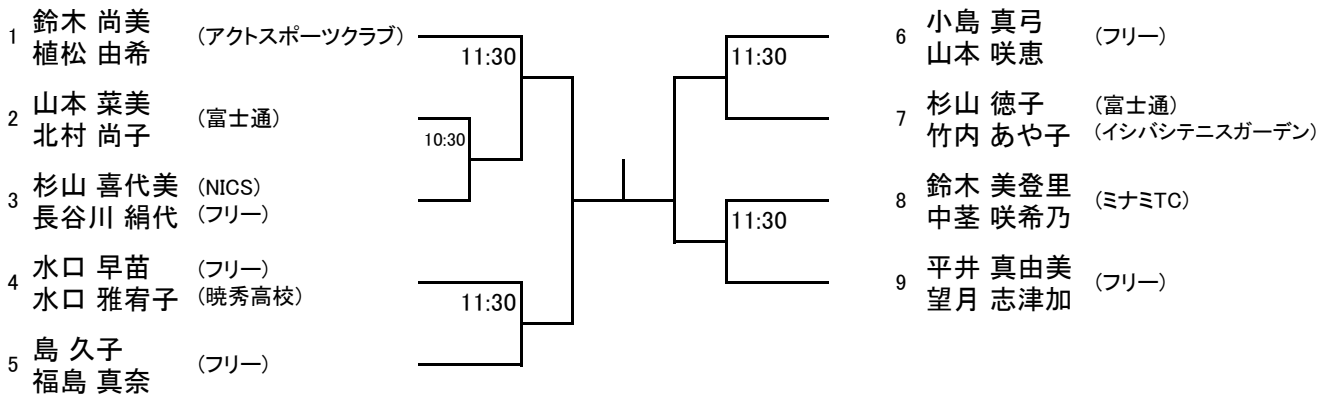 1 鈴木 尚美 (アクトスポーツクラブ)
植松 由希
2 山本 菜美 (富士通)
北村 尚子
3 杉山 喜代美 (NICS)
長谷川 絹代 (フリー)
4 水口 早苗 (フリー)
水口 雅宥子 (暁秀高校)
5 島 久子 (フリー)
福島 真奈
11:30
10:30
11:30
11:30
11:30
6 小島 真弓 (フリー)
山本 咲恵
7 杉山 徳子 (富士通)
竹内 あや子 (イシバシテニスガーデン)
8 鈴木 美登里 (ミナミTC)
中茎 咲希乃
9 平井 真由美 (フリー)
望月 志津加